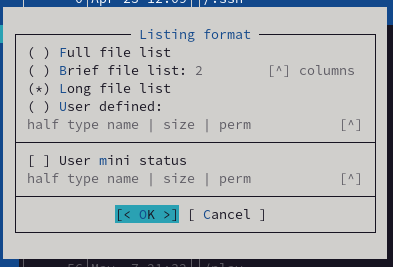 Listing format
( ) Full file list
( ) Brief file list: 2 [^] columns
(*) Long file list
( ) User defined:
half type name | size | perm [^]
[ ] User mini status
half type name | size | perm [^]
[< OK >] [ Cancel ]